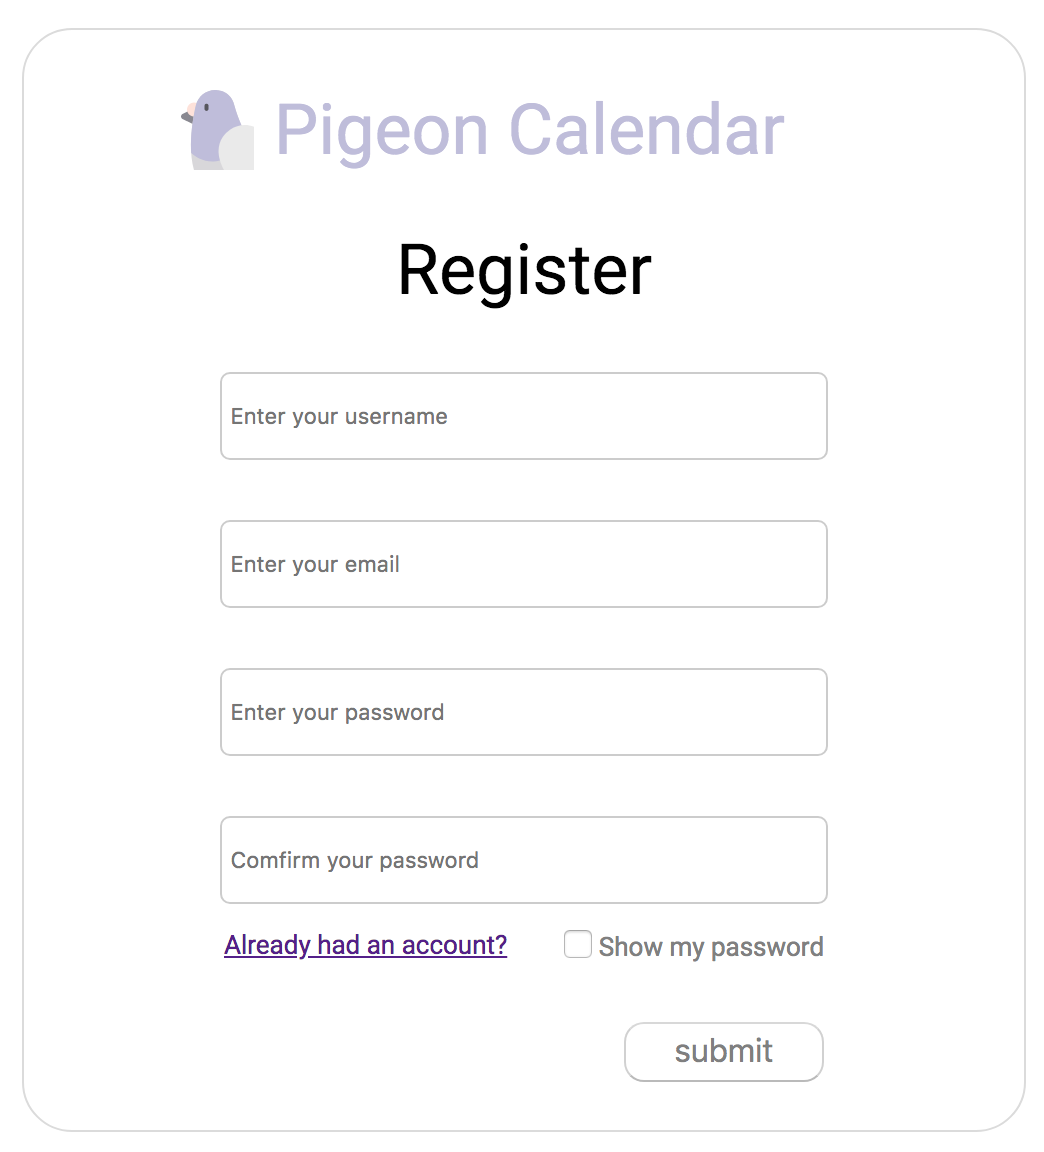 Pigeon Calendar
Register
Enter your username
Enter your email
Enter your password
Comfirm your password
Already had an account? Show my password
submit